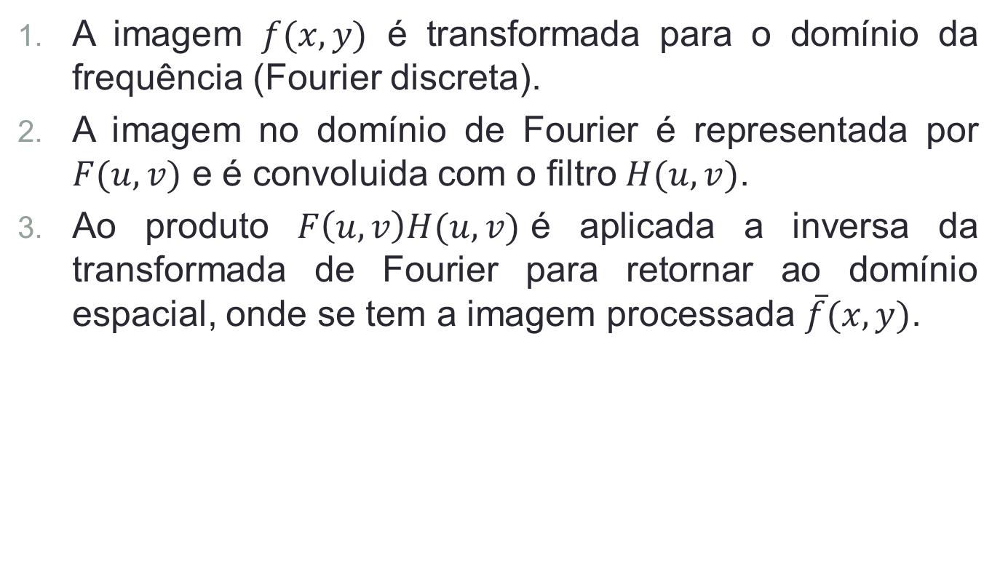 1. A imagem 𝑓(𝑥, 𝑦) é transformada para o domínio da
frequência (Fourier discreta).
2. A imagem no domínio de Fourier é representada por
𝐹(𝑢, 𝑣) e é convoluida com o filtro 𝐻(𝑢, 𝑣).
3. Ao produto 𝐹(𝑢, 𝑣)𝐻(𝑢, 𝑣) é aplicada a inversa da
transformada de Fourier para retornar ao domínio
espacial, onde se tem a imagem processada 𝑓̅(𝑥, 𝑦).